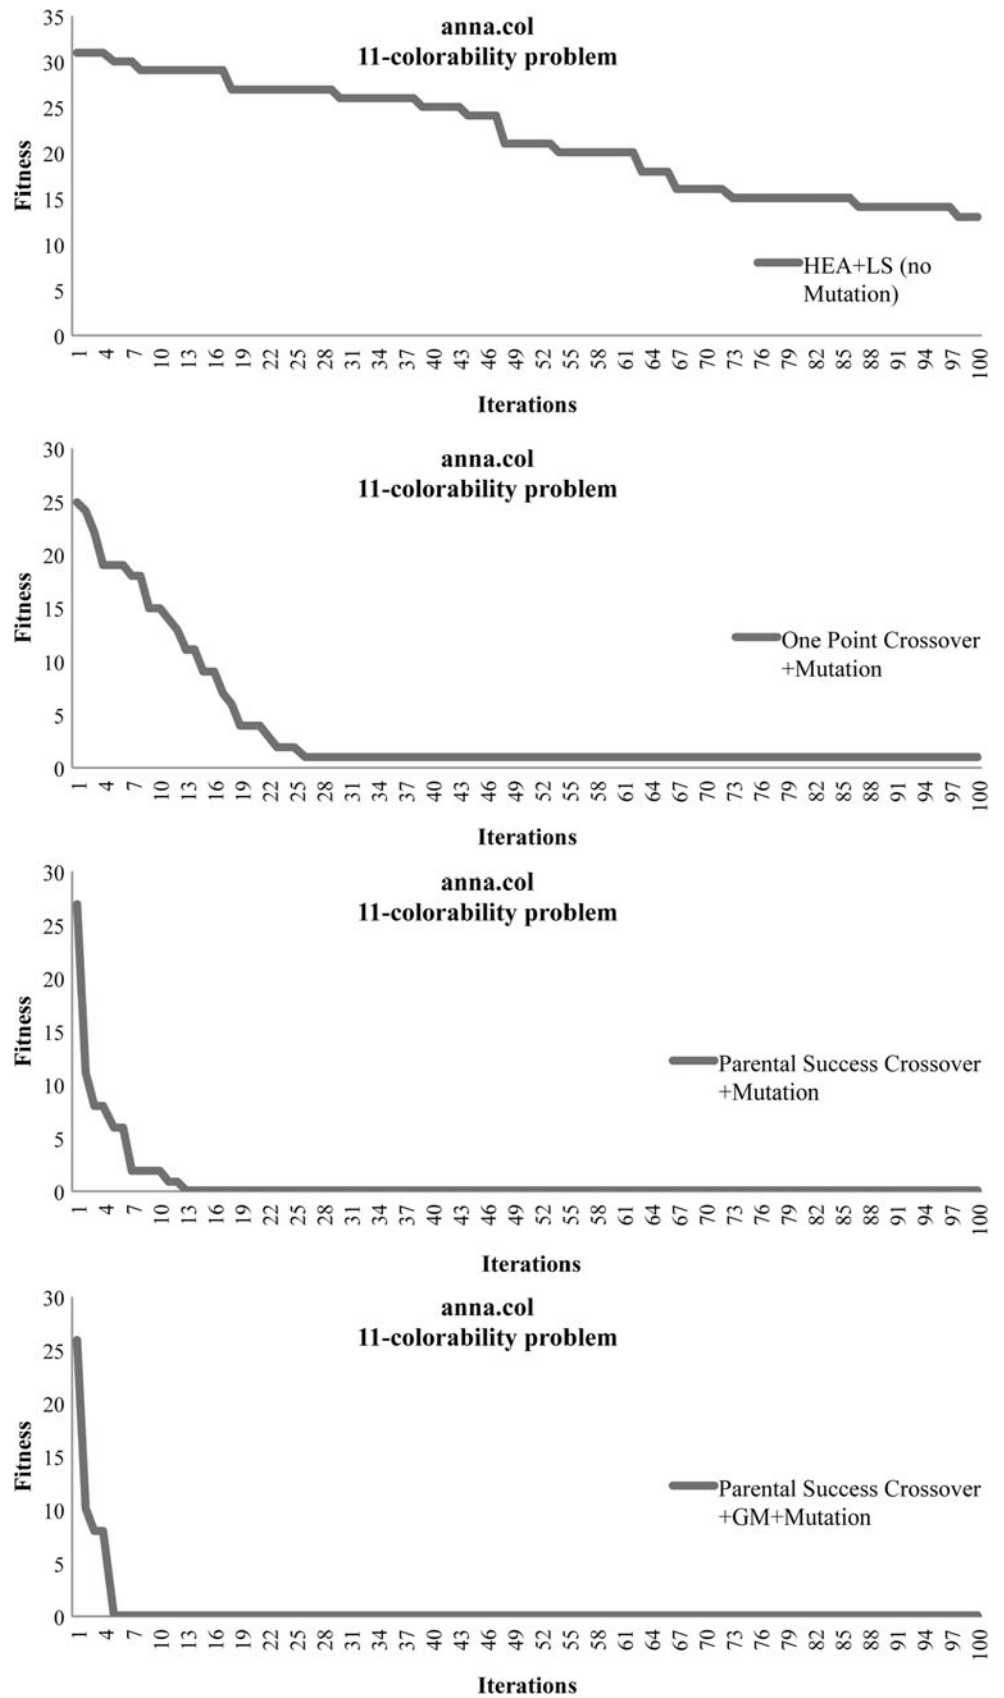 anna.col
11-colorability problem
35
30
25
20
15
10
5
0
Fitness
HEA+LS (no
Mutation)
1 4 7 10 13 16 19 22 25 28 31 34 37 40 43 46 49 52 55 58 61 64 67 70 73 76 79 82 85 88 91 94 97 100
Iterations
anna.col
11-colorability problem
30
25
20
15
10
5
0
Fitness
One Point Crossover
+Mutation
1 4 7 10 13 16 19 22 25 28 31 34 37 40 43 46 49 52 55 58 61 64 67 70 73 76 79 82 85 88 91 94 97 100
Iterations
anna.col
11-colorability problem
30
25
20
15
10
5
0
Fitness
Parental Success Crossover
+Mutation
1 4 7 10 13 16 19 22 25 28 31 34 37 40 43 46 49 52 55 58 61 64 67 70 73 76 79 82 85 88 91 94 97 100
Iterations
anna.col
11-colorability problem
30
25
20
15
10
5
0
Fitness
Parental Success Crossover
+GM+Mutation
1 4 7 10 13 16 19 22 25 28 31 34 37 40 43 46 49 52 55 58 61 64 67 70 73 76 79 82 85 88 91 94 97 100
Iterations